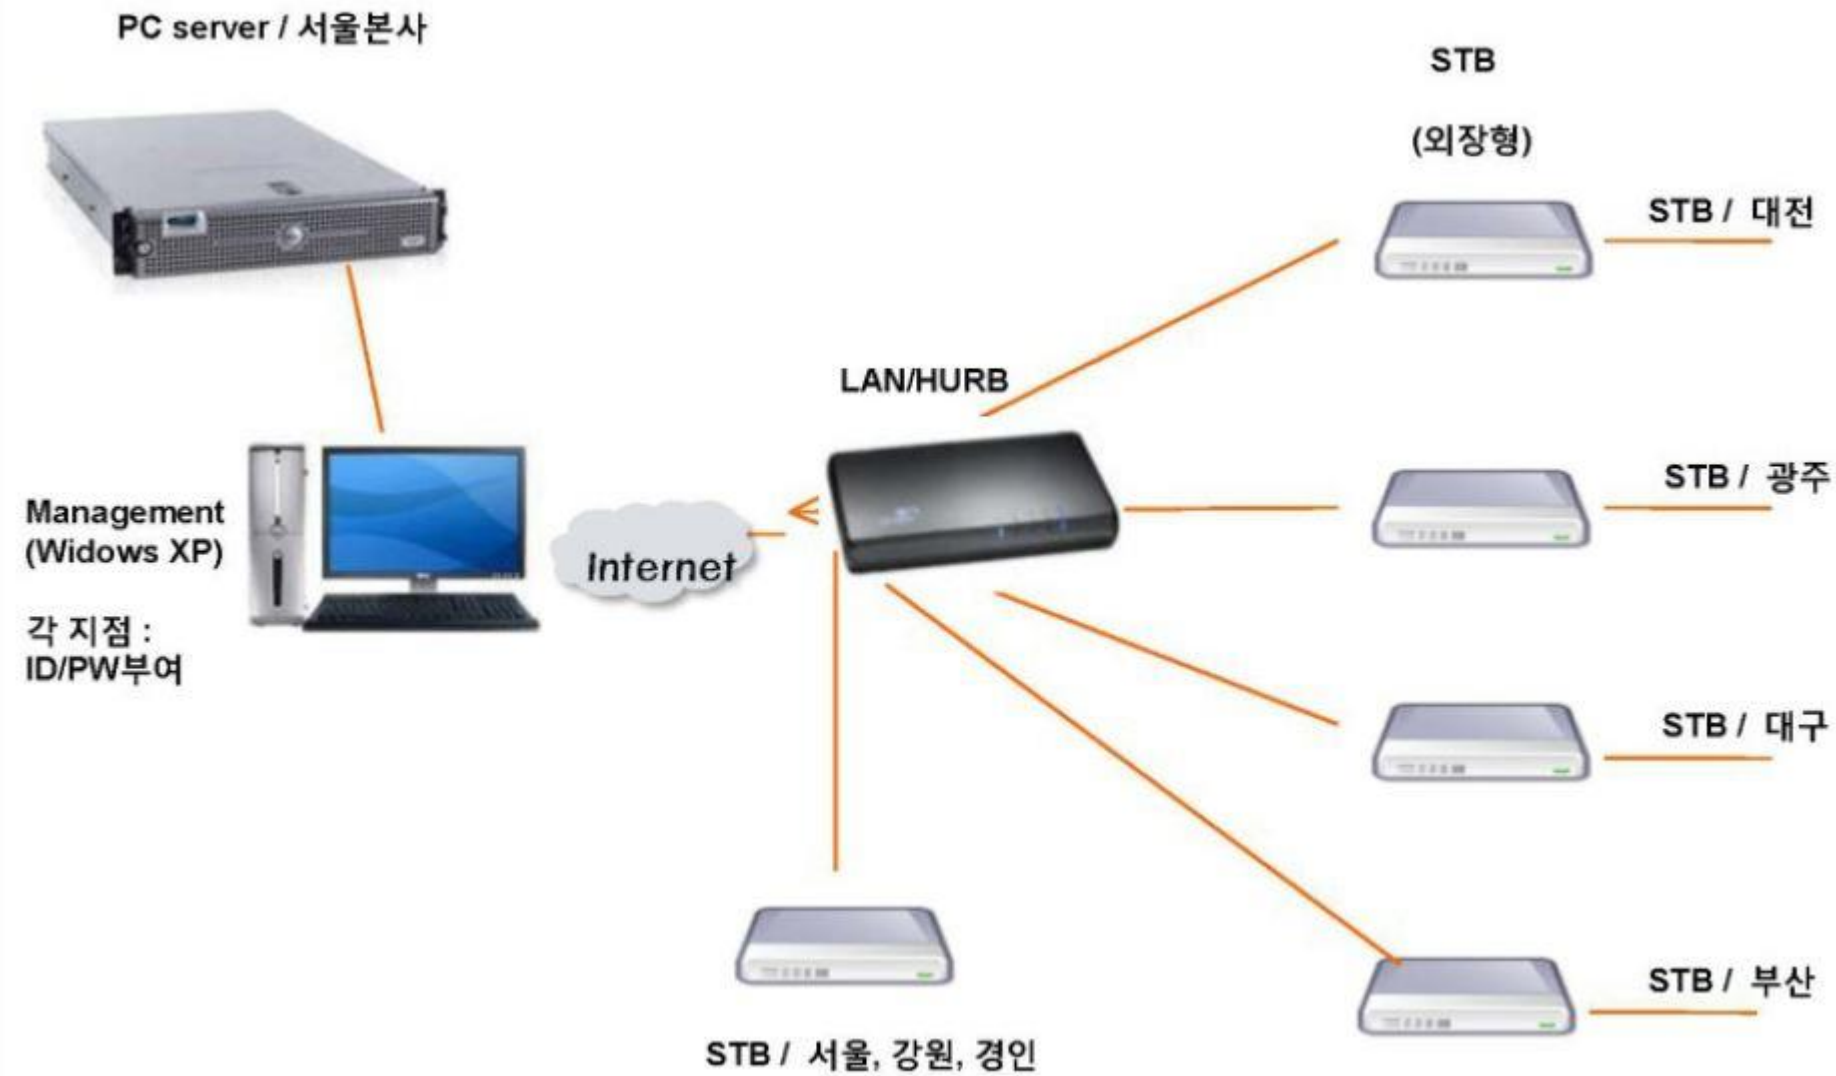 PC server / 서울본사
STB
(외장형)
STB / 대전
LAN/HURB
STB / 광주
Management
(Widows XP)
Internet
각 지점 :
ID/PW부여
STB / 대구
STB / 부산
STB / 서울, 강원, 경인